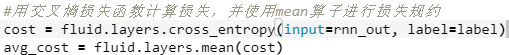 #用交叉熵损失函数计算损失，并使用mean算子进行损失规约
cost = fluid.layers.cross_entropy(input=rnn_out, label=label)
avg_cost = fluid.layers.mean(cost)